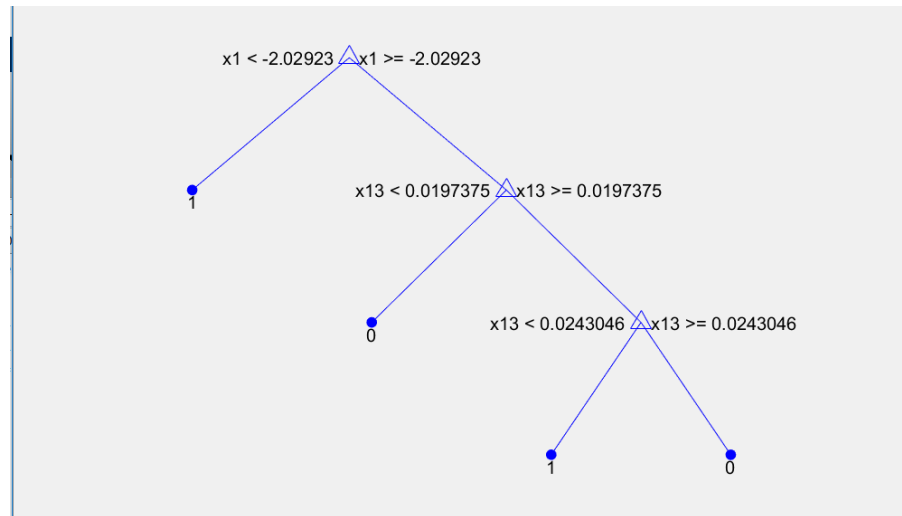 x1 < -2.02923 x1 >= -2.02923
1
x13 < 0.0197375 x13 >= 0.0197375
0
x13 < 0.0243046 x13 >= 0.0243046
1 0